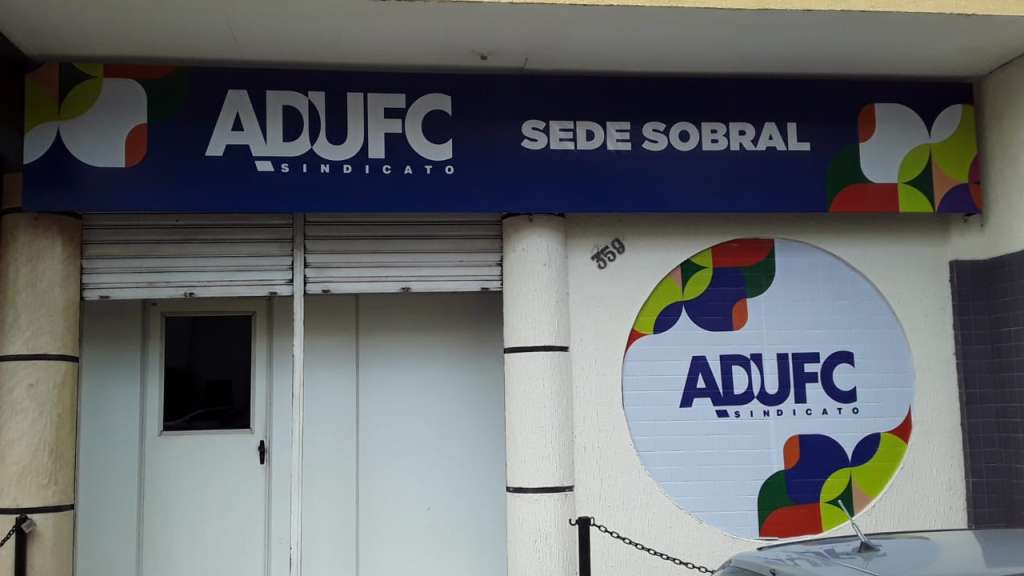 ADUFC
SINDICATO
SEDE SOBRAL
359
ADUFC
SINDICATO